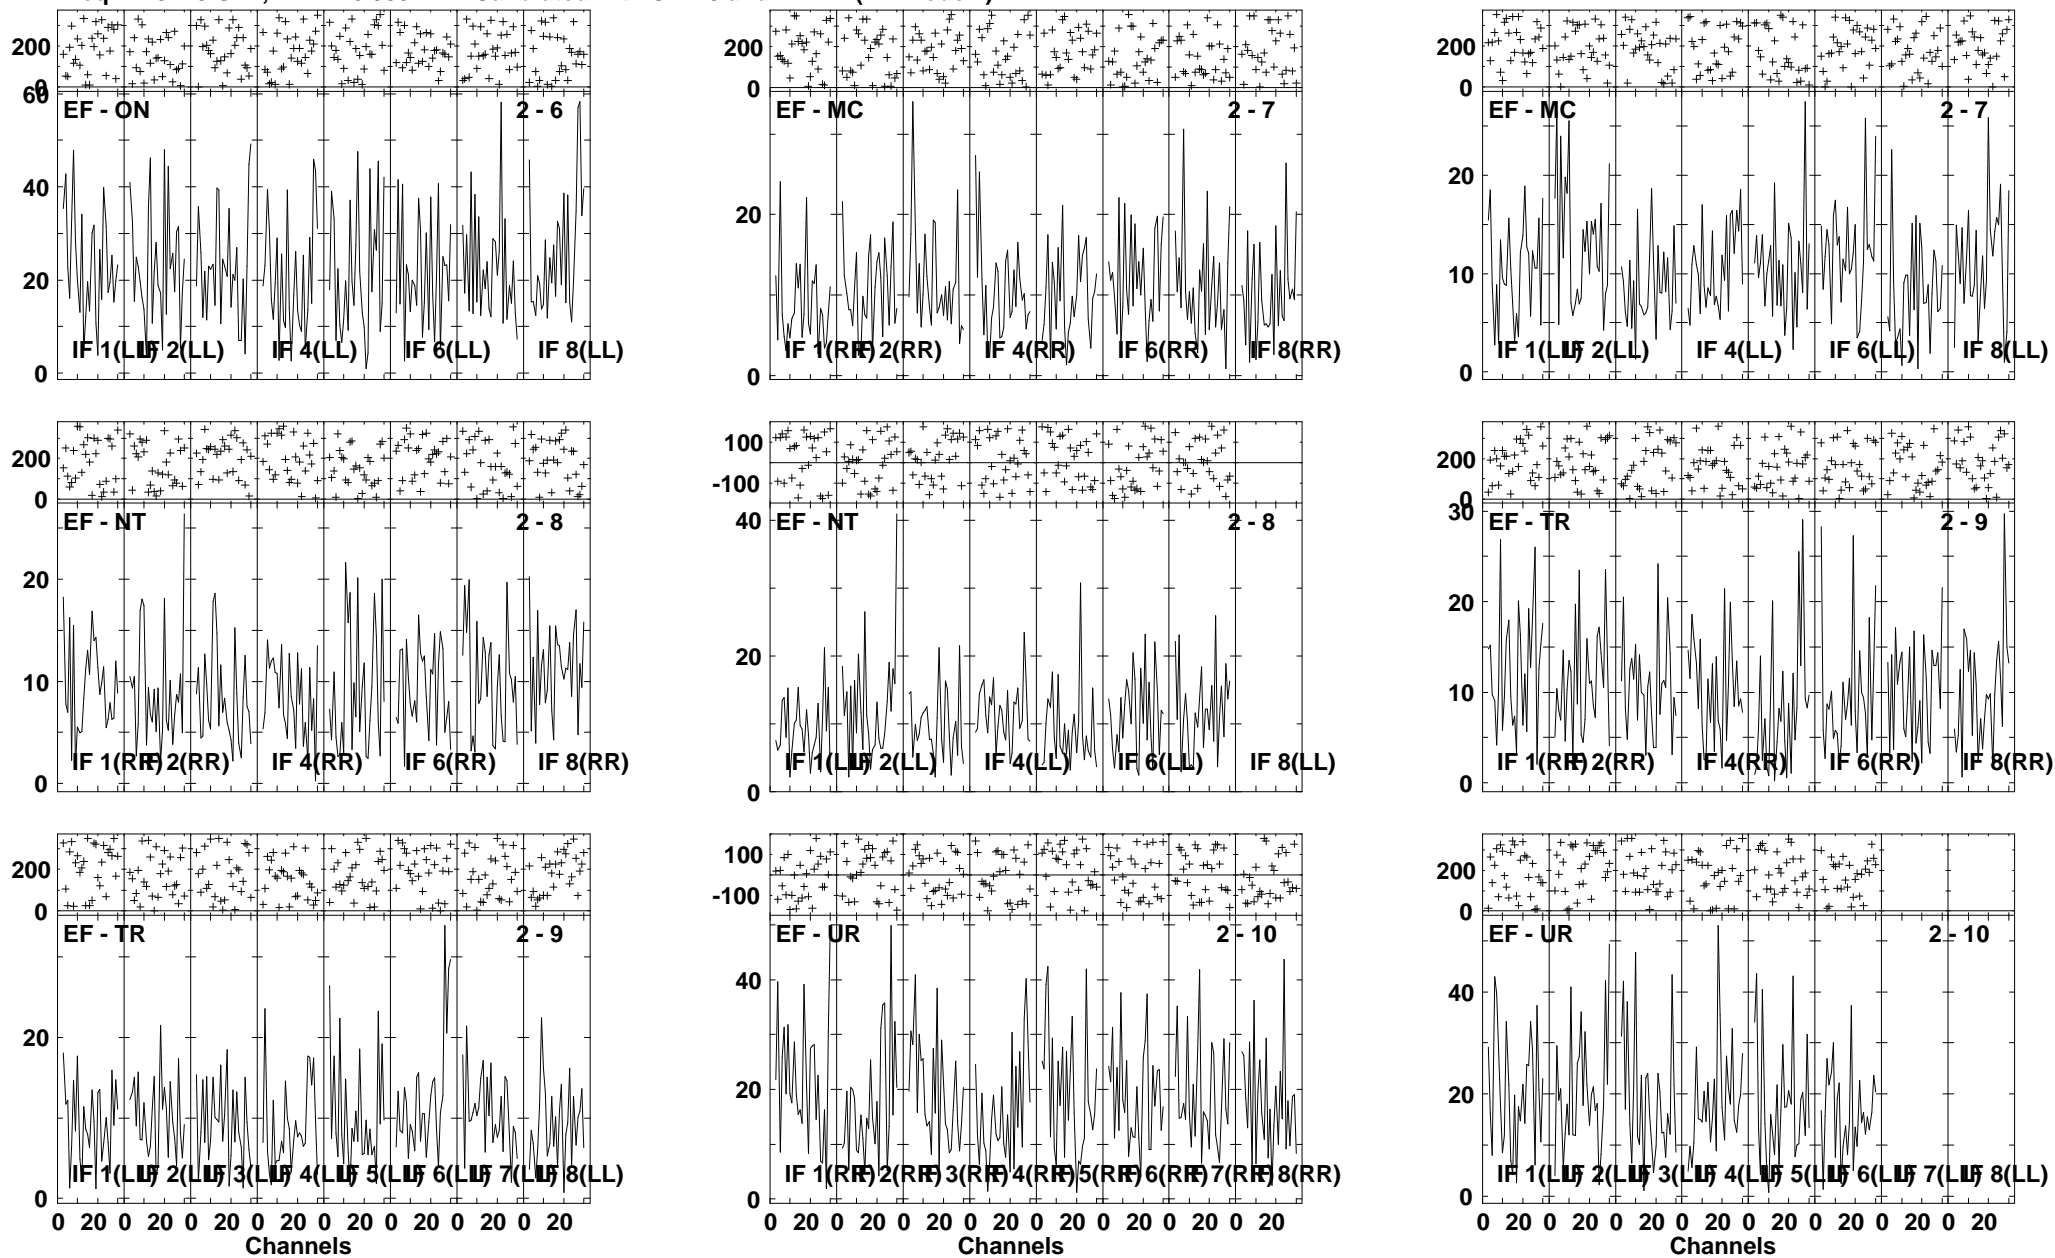 200
0
60
EF - ON
2 - 6
40
20
0
IF 1(LL)
IF 2(LL)
IF 4(LL)
IF 6(LL)
IF 8(LL)
200
0
EF - MC
2 - 7
20
0
IF 1(RR)
IF 2(RR)
IF 4(RR)
IF 6(RR)
IF 8(RR)
200
0
EF - MC
2 - 7
20
10
0
IF 1(LL)
IF 2(LL)
IF 4(LL)
IF 6(LL)
IF 8(LL)
200
0
EF - NT
2 - 8
20
10
0
IF 1(RR)
IF 2(RR)
IF 4(RR)
IF 6(RR)
IF 8(RR)
100
-100
EF - NT
2 - 8
40
20
0
IF 1(LL)
IF 2(LL)
IF 4(LL)
IF 6(LL)
IF 8(LL)
200
0
30
EF - TR
2 - 9
20
10
0
IF 1(RR)
IF 2(RR)
IF 4(RR)
IF 6(RR)
IF 8(RR)
200
0
EF - TR
2 - 9
20
0
IF 1(LL)
IF 2(LL)
IF 3(LL)
IF 4(LL)
IF 5(LL)
IF 6(LL)
IF 7(LL)
IF 8(LL)
0 20 0 20 0 20 0 20 0 20 0 20 0 20 0 20
Channels
100
-100
EF - UR
2 - 10
40
20
0
IF 1(RR)
IF 2(RR)
IF 3(RR)
IF 4(RR)
IF 5(RR)
IF 6(RR)
IF 7(RR)
IF 8(RR)
0 20 0 20 0 20 0 20 0 20 0 20 0 20 0 20
Channels
200
0
EF - UR
2 - 10
40
20
0
IF 1(LL)
IF 2(LL)
IF 3(LL)
IF 4(LL)
IF 5(LL)
IF 6(LL)
IF 7(LL)
IF 8(LL)
0 20 0 20 0 20 0 20 0 20 0 20 0 20 0 20
Channels